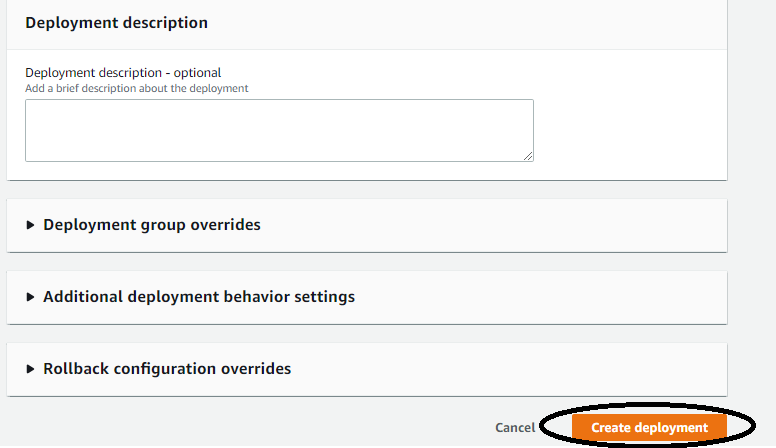 Deployment description
Deployment description - optional
Add a brief description about the deployment
Deployment group overrides
Additional deployment behavior settings
Rollback configuration overrides
Cancel Create deployment